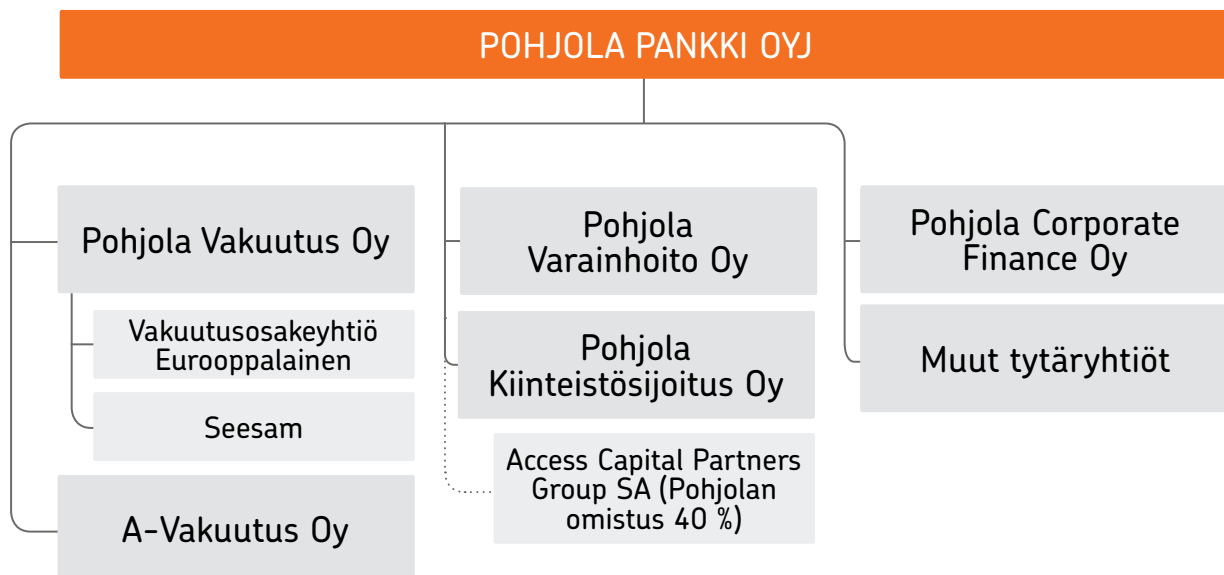 POHJOLA PANKKI OYJ
Pohjola Vakuutus Oy
Vakuutusosakeyhtiö
Eurooppalainen
Seesam
A-Vakuutus Oy
Pohjola
Varainhoito Oy
Pohjola
Kiinteistösijoitus Oy
Access Capital Partners
Group SA (Pohjolan
omistus 40 %)
Pohjola Corporate
Finance Oy
Muut tytäryhtiöt